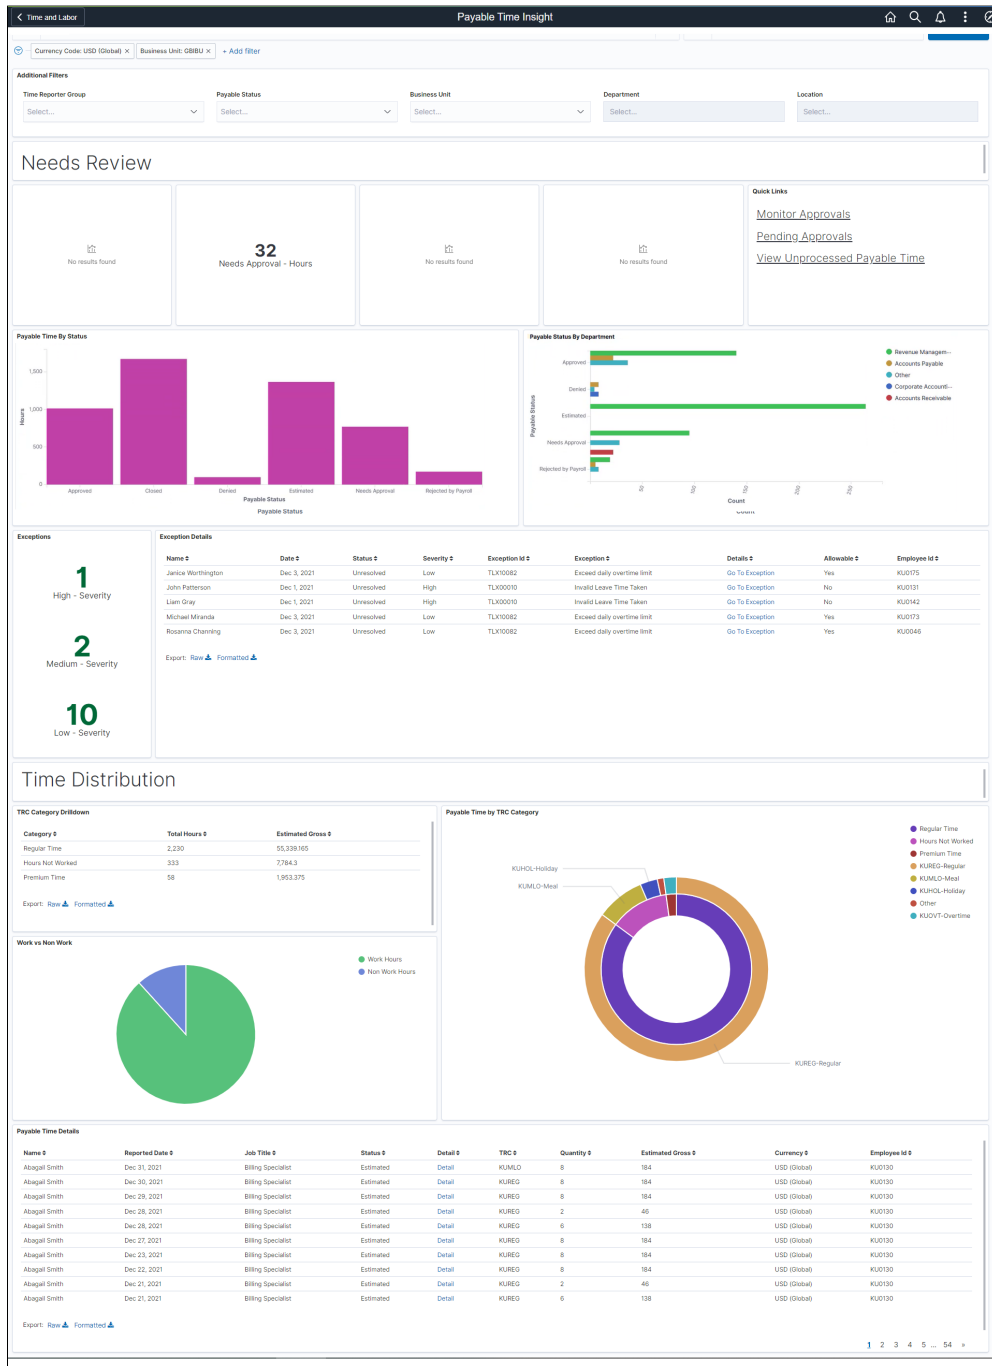 Time and Labor
Payable Time Insight
Currency Code: USD (Global) ×
Business Unit: GBIBU ×
+ Add filter
Additional Filters
Time Reporter Group
Payable Status
Business Unit
Department
Location
Select...
Select...
Select...
Select...
Select...
Needs Review
No results found
32
Needs Approval - Hours
No results found
No results found
Quick Links
Monitor Approvals
Pending Approvals
View Unprocessed Payable Time
Payable Time By Status
Hours
1,500
1,000
500
0
Approved
Closed
Denied
Estimated
Needs Approval
Rejected by Payroll
Payable Status
Payable Status
Payable Status By Department
Payable Status
Approved
Denied
Estimated
Needs Approval
Rejected by Payroll
50
100
150
200
250
Count
Count
Revenue Managem...
Accounts Payable
Other
Corporate Accounti...
Accounts Receivable
Exceptions
1
High - Severity
2
Medium - Severity
10
Low - Severity
Exception Details
Name Date Status Severity Exception Id Exception Details Allowable Employee Id
Janice Worthington Dec 3, 2021 Unresolved Low TLX10082 Exceed daily overtime limit Go To Exception Yes KU0175
John Patterson Dec 1, 2021 Unresolved High TLX00010 Invalid Leave Time Taken Go To Exception No KU0131
Liam Gray Dec 1, 2021 Unresolved High TLX00010 Invalid Leave Time Taken Go To Exception No KU0142
Michael Miranda Dec 3, 2021 Unresolved Low TLX10082 Exceed daily overtime limit Go To Exception Yes KU0173
Rosanna Channing Dec 3, 2021 Unresolved Low TLX10082 Exceed daily overtime limit Go To Exception Yes KU0046
Export: Raw Formatted
Time Distribution
TRC Category Drilldown
Category Total Hours Estimated Gross
Regular Time 2,230 55,339.165
Hours Not Worked 333 7,784.3
Premium Time 58 1,953.375
Export: Raw Formatted
Work vs Non Work
Work Hours
Non Work Hours
Payable Time by TRC Category
KUHOL-Holiday
KUMLO-Meal
KUREG-Regular
Regular Time
Hours Not Worked
Premium Time
KUREG-Regular
KUMLO-Meal
KUHOL-Holiday
Other
KUOVT-Overtime
Payable Time Details
Name Reported Date Job Title Status Detail TRC Quantity Estimated Gross Currency Employee Id
Abagail Smith Dec 31, 2021 Billing Specialist Estimated Detail KUMLO 8 184 USD (Global) KU0130
Abagail Smith Dec 30, 2021 Billing Specialist Estimated Detail KUREG 8 184 USD (Global) KU0130
Abagail Smith Dec 29, 2021 Billing Specialist Estimated Detail KUREG 8 184 USD (Global) KU0130
Abagail Smith Dec 28, 2021 Billing Specialist Estimated Detail KUREG 2 46 USD (Global) KU0130
Abagail Smith Dec 28, 2021 Billing Specialist Estimated Detail KUREG 6 138 USD (Global) KU0130
Abagail Smith Dec 27, 2021 Billing Specialist Estimated Detail KUREG 8 184 USD (Global) KU0130
Abagail Smith Dec 23, 2021 Billing Specialist Estimated Detail KUREG 8 184 USD (Global) KU0130
Abagail Smith Dec 22, 2021 Billing Specialist Estimated Detail KUREG 8 184 USD (Global) KU0130
Abagail Smith Dec 21, 2021 Billing Specialist Estimated Detail KUREG 2 46 USD (Global) KU0130
Abagail Smith Dec 21, 2021 Billing Specialist Estimated Detail KUREG 6 138 USD (Global) KU0130
Export: Raw Formatted
1 2 3 4 5 ... 54 »